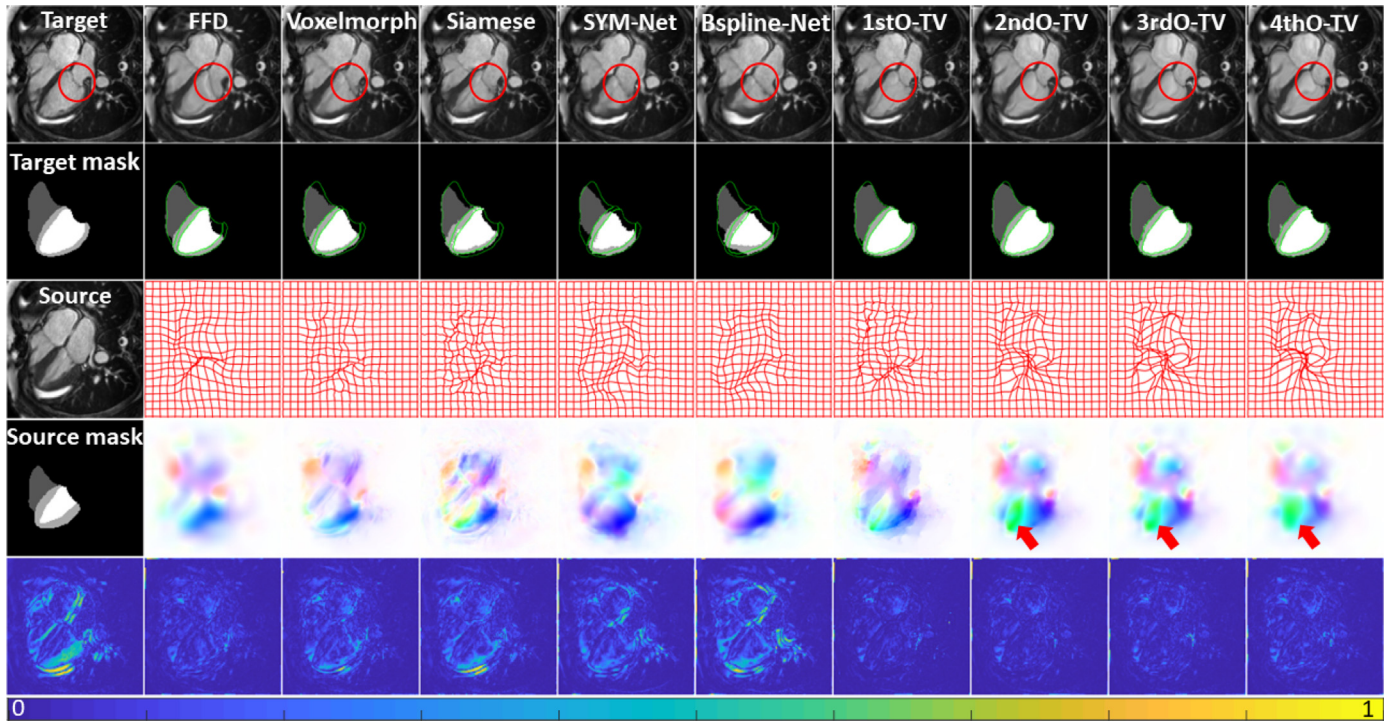 Target FFD Voxelmorph Siamese SYM-Net Bspline-Net 1stO-TV 2ndO-TV 3rdO-TV 4thO-TV
Target mask
Source
Source mask
0 1